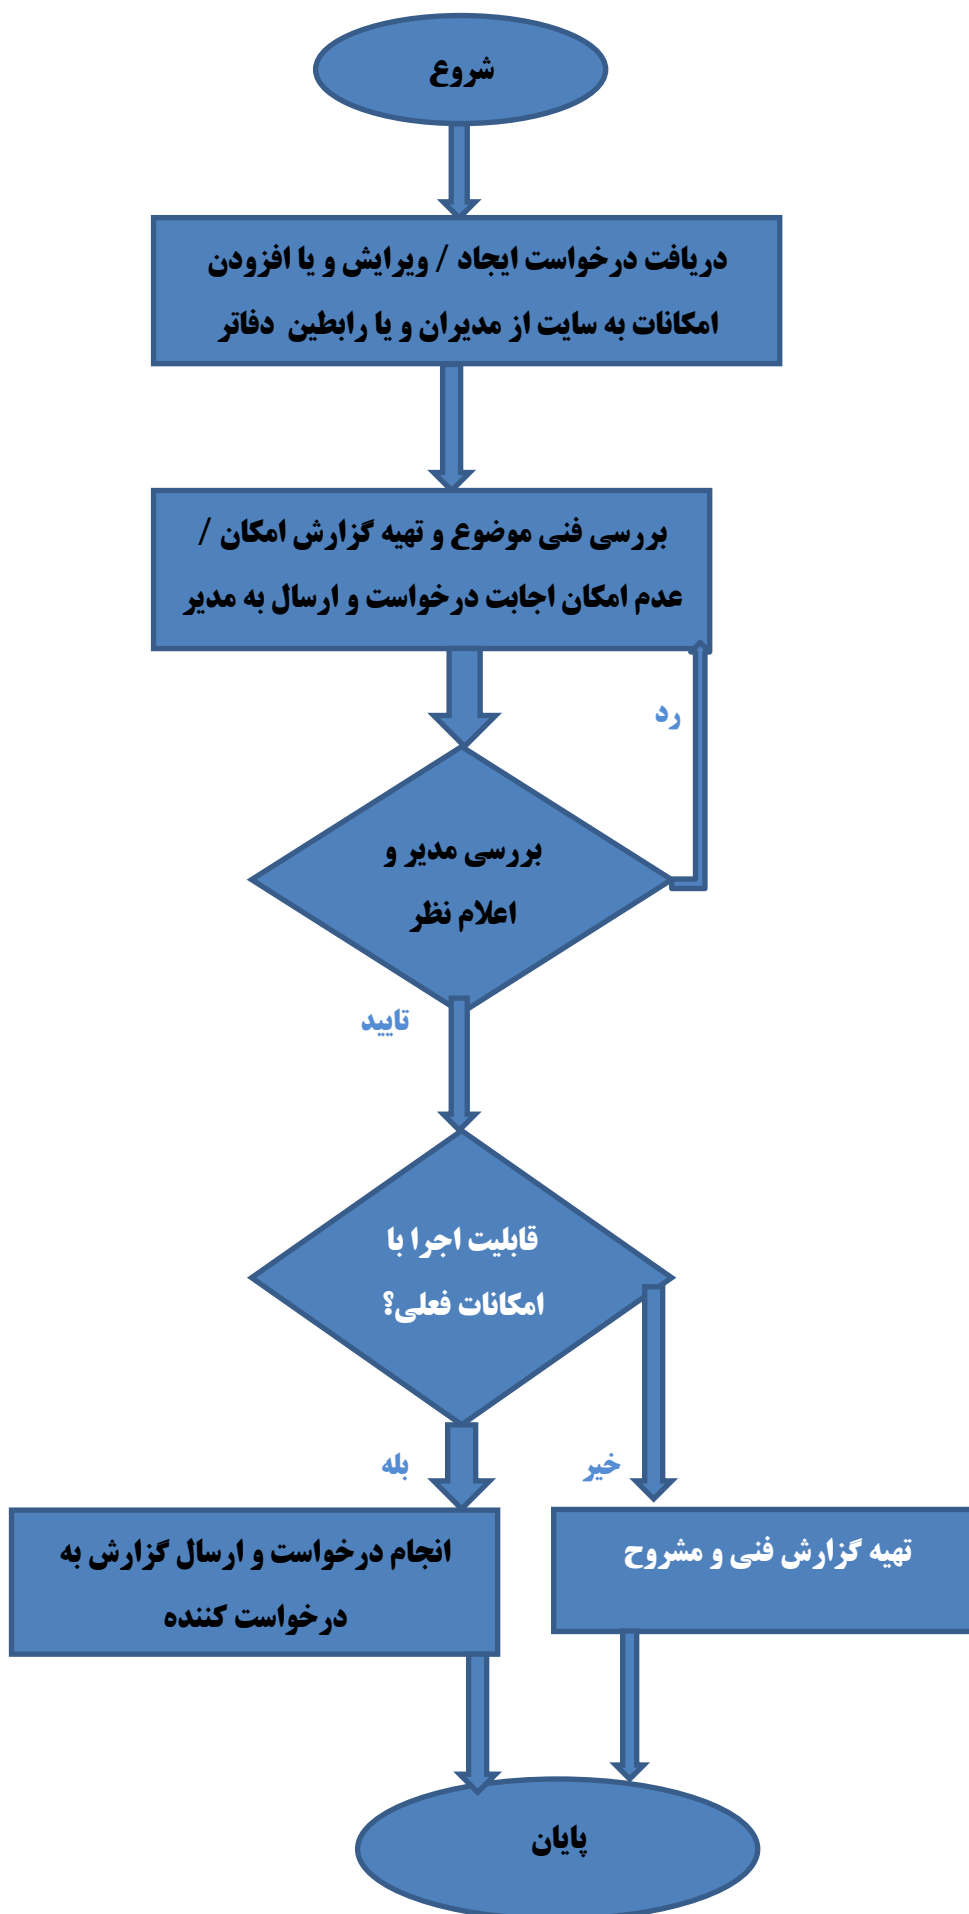 شروع
دریافت درخواست ایجاد / ویرایش و یا افزودن
امکانات به سایت از مدیران و یا رابطین دفاتر
بررسی فنی موضوع و تهیه گزارش امکان /
عدم امکان اجابت درخواست و ارسال به مدیر
رد
بررسی مدیر و
اعلام نظر
تایید
قابلیت اجرا با
امکانات فعلی؟
خیر
بله
تهیه گزارش فنی و مشروح
انجام درخواست و ارسال گزارش به
درخواست کننده
پایان